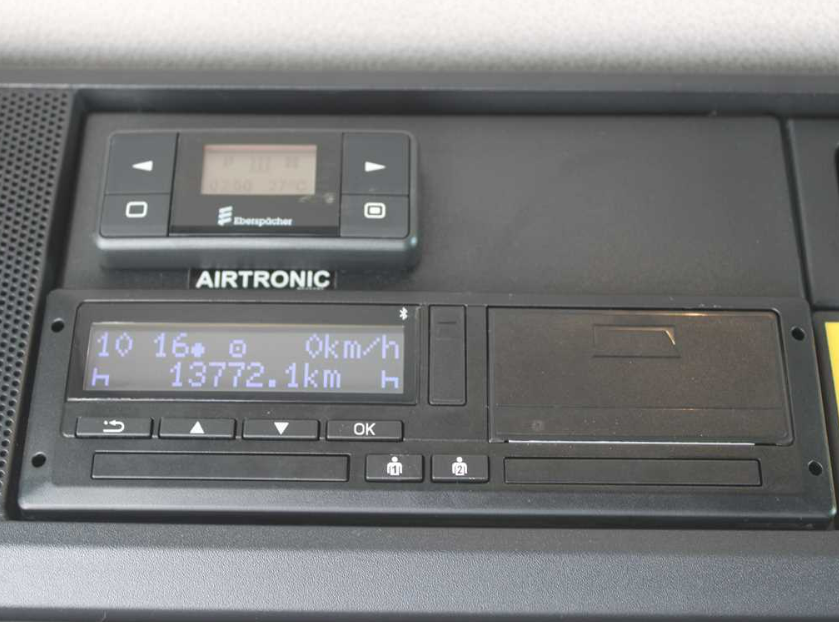 Eberspächer
AIRTRONIC
10 16 0km/h
13772.1km
OK
1 2